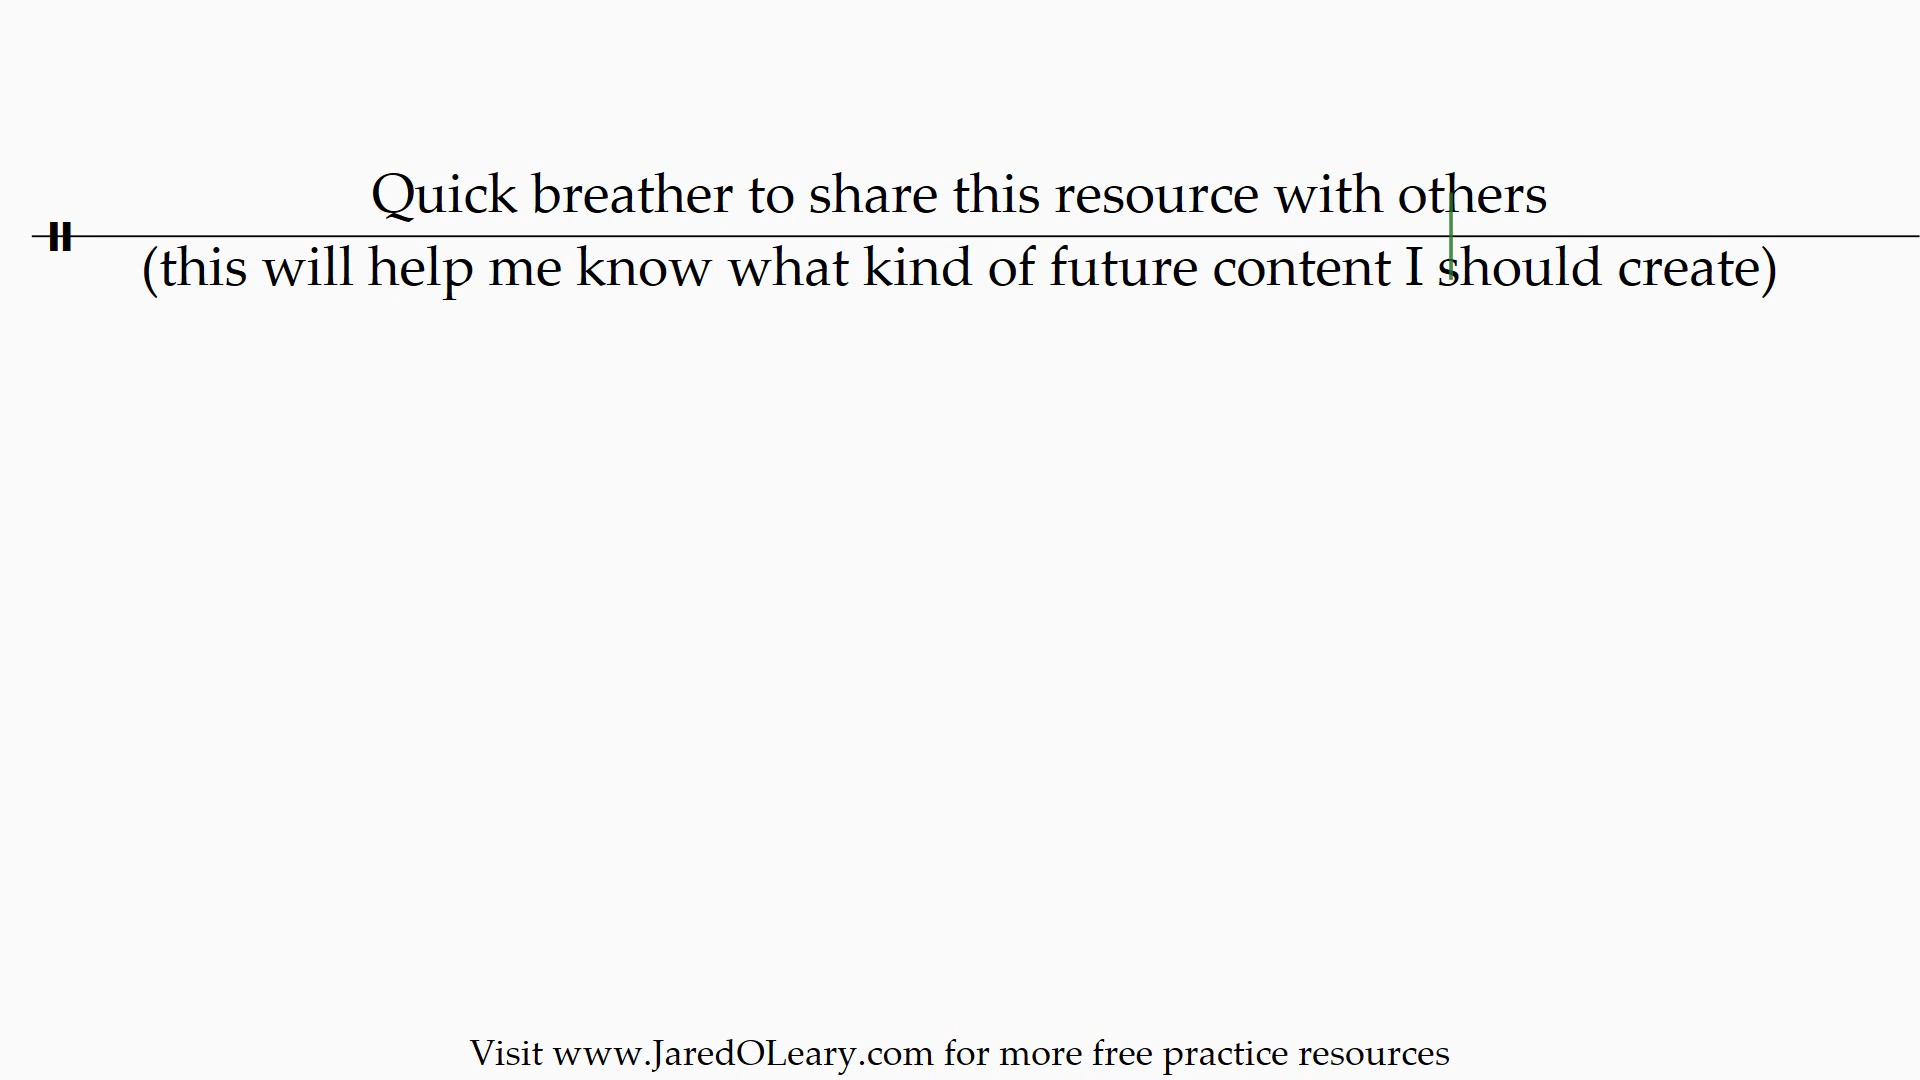 Quick breather to share this resource with others
(this will help me know what kind of future content I should create)
Visit www.JaredOLeary.com for more free practice resources